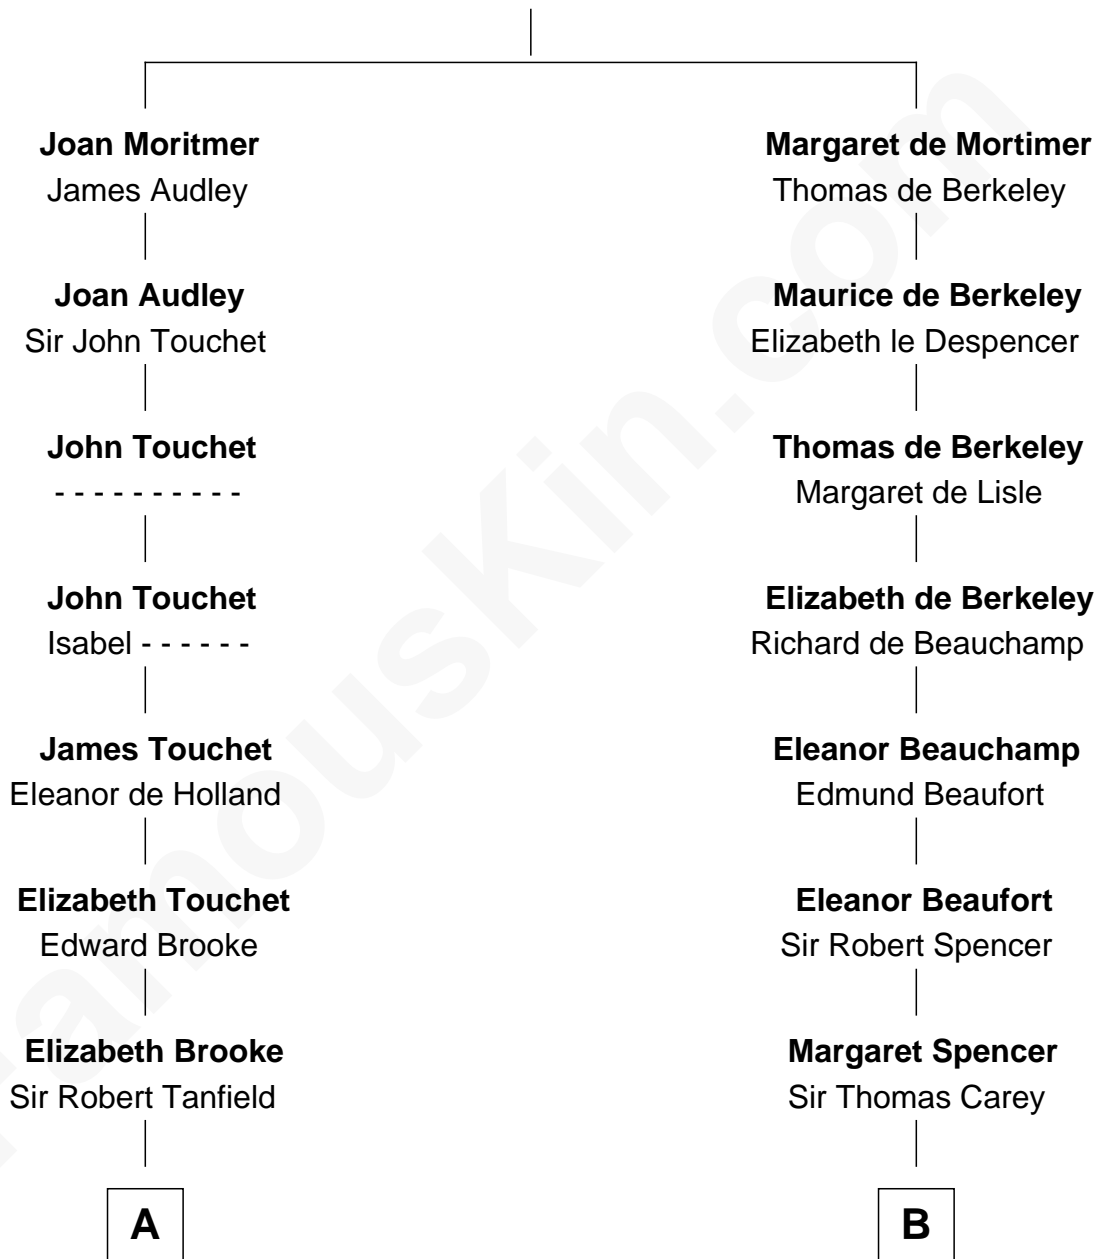 Joan Moritmer
James Audley
Joan Audley
Sir John Touchet
John Touchet
- - - - - - - - - -
John Touchet
Isabel - - - - - -
James Touchet
Eleanor de Holland
Elizabeth Touchet
Edward Brooke
Elizabeth Brooke
Sir Robert Tanfield
A
Margaret de Mortimer
Thomas de Berkeley
Maurice de Berkeley
Elizabeth le Despencer
Thomas de Berkeley
Margaret de Lisle
Elizabeth de Berkeley
Richard de Beauchamp
Eleanor Beauchamp
Edmund Beaufort
Eleanor Beaufort
Sir Robert Spencer
Margaret Spencer
Sir Thomas Carey
B
FamousKin.com